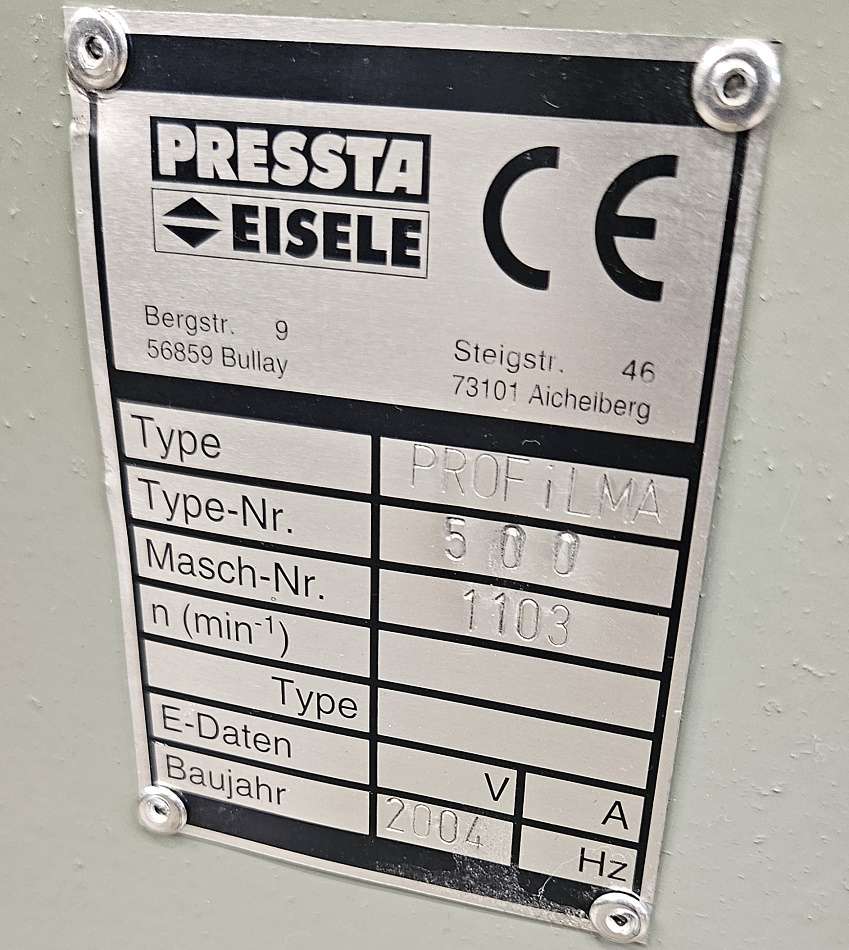 PRESSTA
EISELE
CE
Bergstr. 9
56859 Bullay
Steigstr. 46
73101 Aichelberg
Type PROFiLMA
Type-Nr. 500
Masch-Nr. 1103
n (min⁻¹)
Type
E-Daten V A
Baujahr 2004 Hz